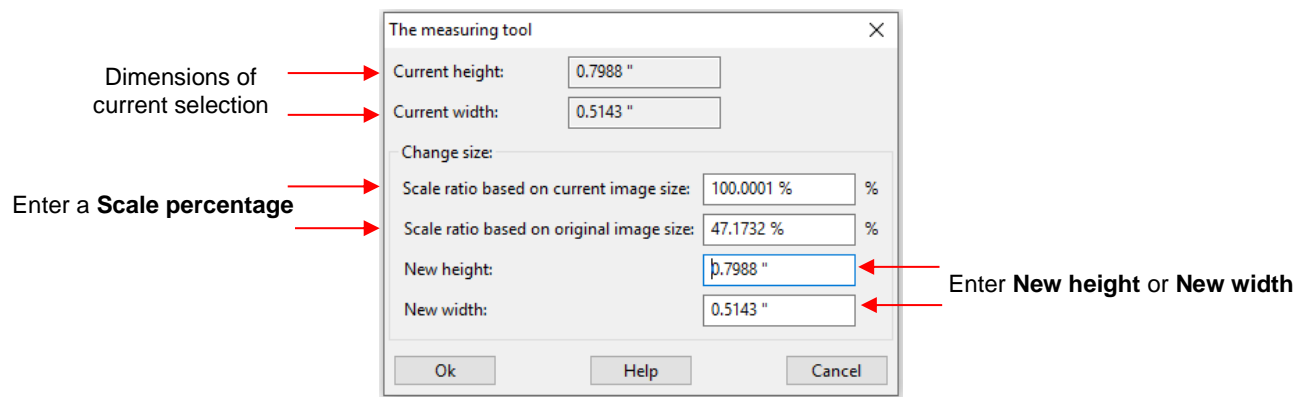 The measuring tool
Dimensions of
current selection
Current height: 0.7988 "
Current width: 0.5143 "
Change size:
Enter a Scale percentage
Scale ratio based on current image size: 100.0001 % %
Scale ratio based on original image size: 47.1732 % %
New height: 0.7988 "
New width: 0.5143 "
Enter New height or New width
Ok Help Cancel